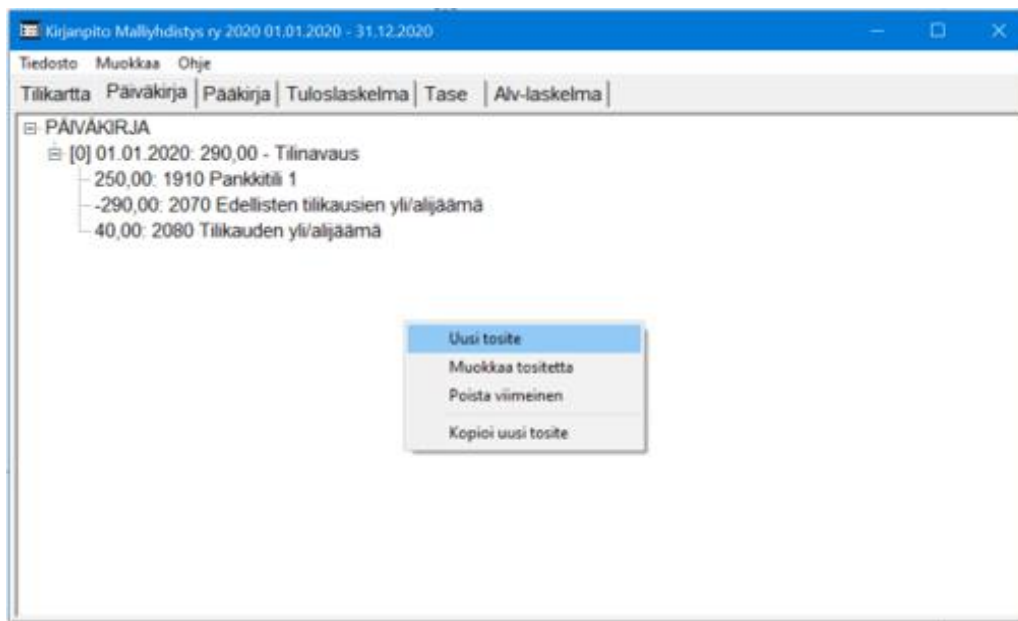 Kirjanpito Malliyhdistys ry 2020 01.01.2020 - 31.12.2020
Tiedosto Muokkaa Ohje
Tilikartta Päiväkirja Pääkirja Tuloslaskelma Tase Alv-laskelma
PÄIVÄKIRJA
[0] 01.01.2020: 290,00 - Tilinavaus
250,00: 1910 Pankkitili 1
-290,00: 2070 Edellisten tilikausien yli/alijäämä
40,00: 2080 Tilikauden yli/alijäämä
Uusi tosite
Muokkaa tositetta
Poista viimeinen
Kopioi uusi tosite